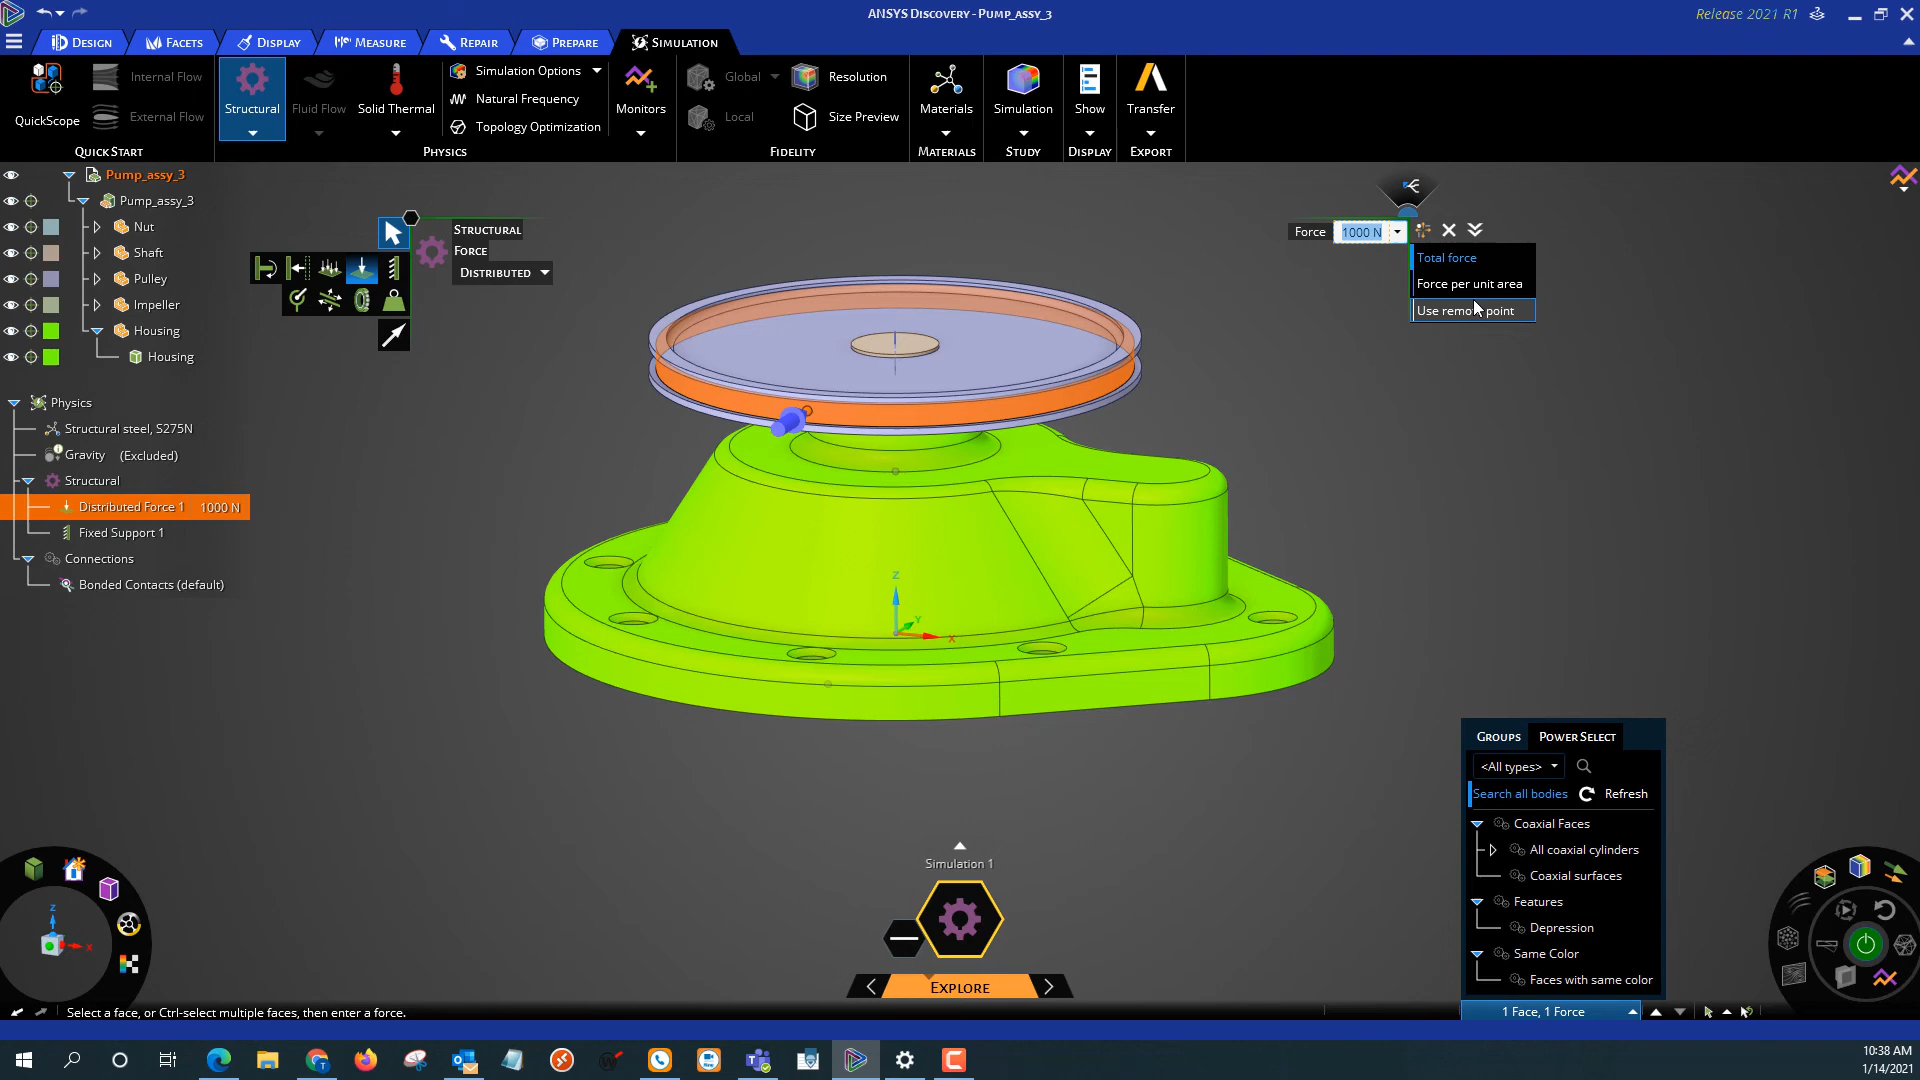 ANSYS Discovery - Pump_assy_3
Release 2021 R1
Design
Facets
Display
Measure
Repair
Prepare
Simulation
QuickScope
Internal Flow
External Flow
Quick Start
Structural
Fluid Flow
Solid Thermal
Simulation Options
Natural Frequency
Topology Optimization
Physics
Monitors
Global
Local
Resolution
Size Preview
Fidelity
Materials
Materials
Simulation
Study
Show
Display
Transfer
Export
Pump_assy_3
Pump_assy_3
Nut
Shaft
Pulley
Impeller
Housing
Housing
Physics
Structural steel, S275N
Gravity (Excluded)
Structural
Distributed Force 1 1000 N
Fixed Support 1
Connections
Bonded Contacts (default)
Structural
Force
Distributed
Force 1000 N
Total force
Force per unit area
Use remote point
Z
Y
X
Groups
Power Select
<All types>
Search all bodies
Refresh
Coaxial Faces
All coaxial cylinders
Coaxial surfaces
Features
Depression
Same Color
Faces with same color
Simulation 1
Explore
Z
X
Select a face, or Ctrl-select multiple faces, then enter a force.
1 Face, 1 Force
10:38 AM
1/14/2021